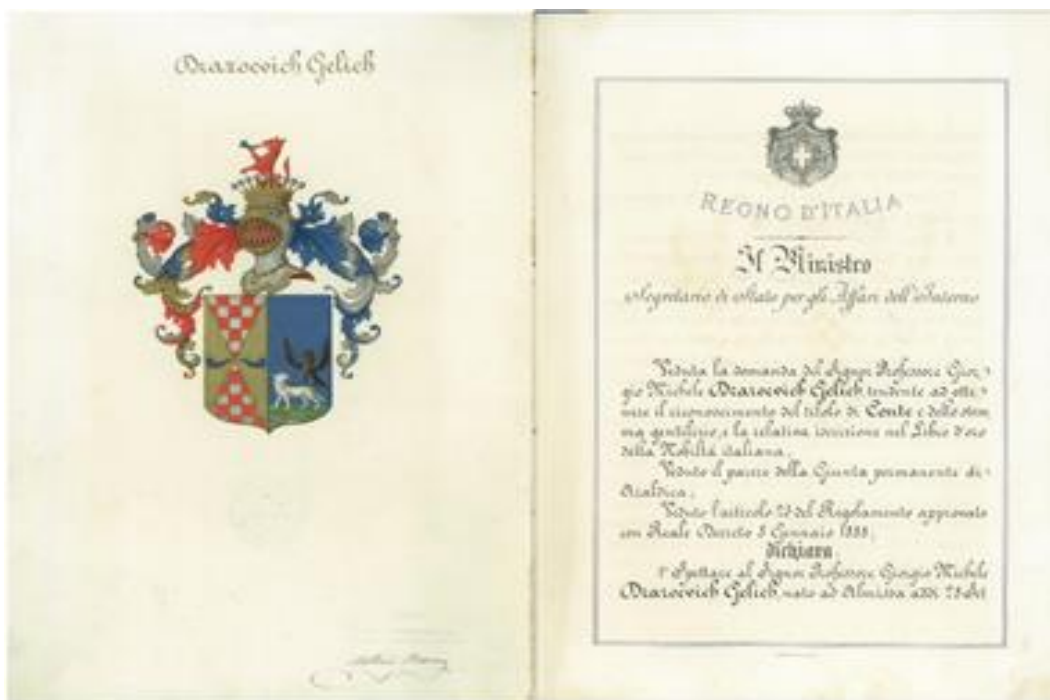 Drazoevich Gelich
REGNO D'ITALIA
Il Ministro
Segretario di Stato per gli Affari dell'Interno
Veduta la domanda del Signor Professore Gior-
gio Michele Drazoevich Gelich, tendente ad otte-
nere il riconoscimento del titolo di Conte e dello stem
ma gentilizio, e la relativa iscrizione nel Libro d'oro
della Nobiltà italiana;
Veduto il parere della Giunta permanente di
Araldica;
Veduto l'articolo del Regolamento approvato
con Reale Decreto Gennaio
dichiara
1° Spettare al Signor Professore Giorgio Michele
Drazoevich Gelich, nato ad Almissa addì